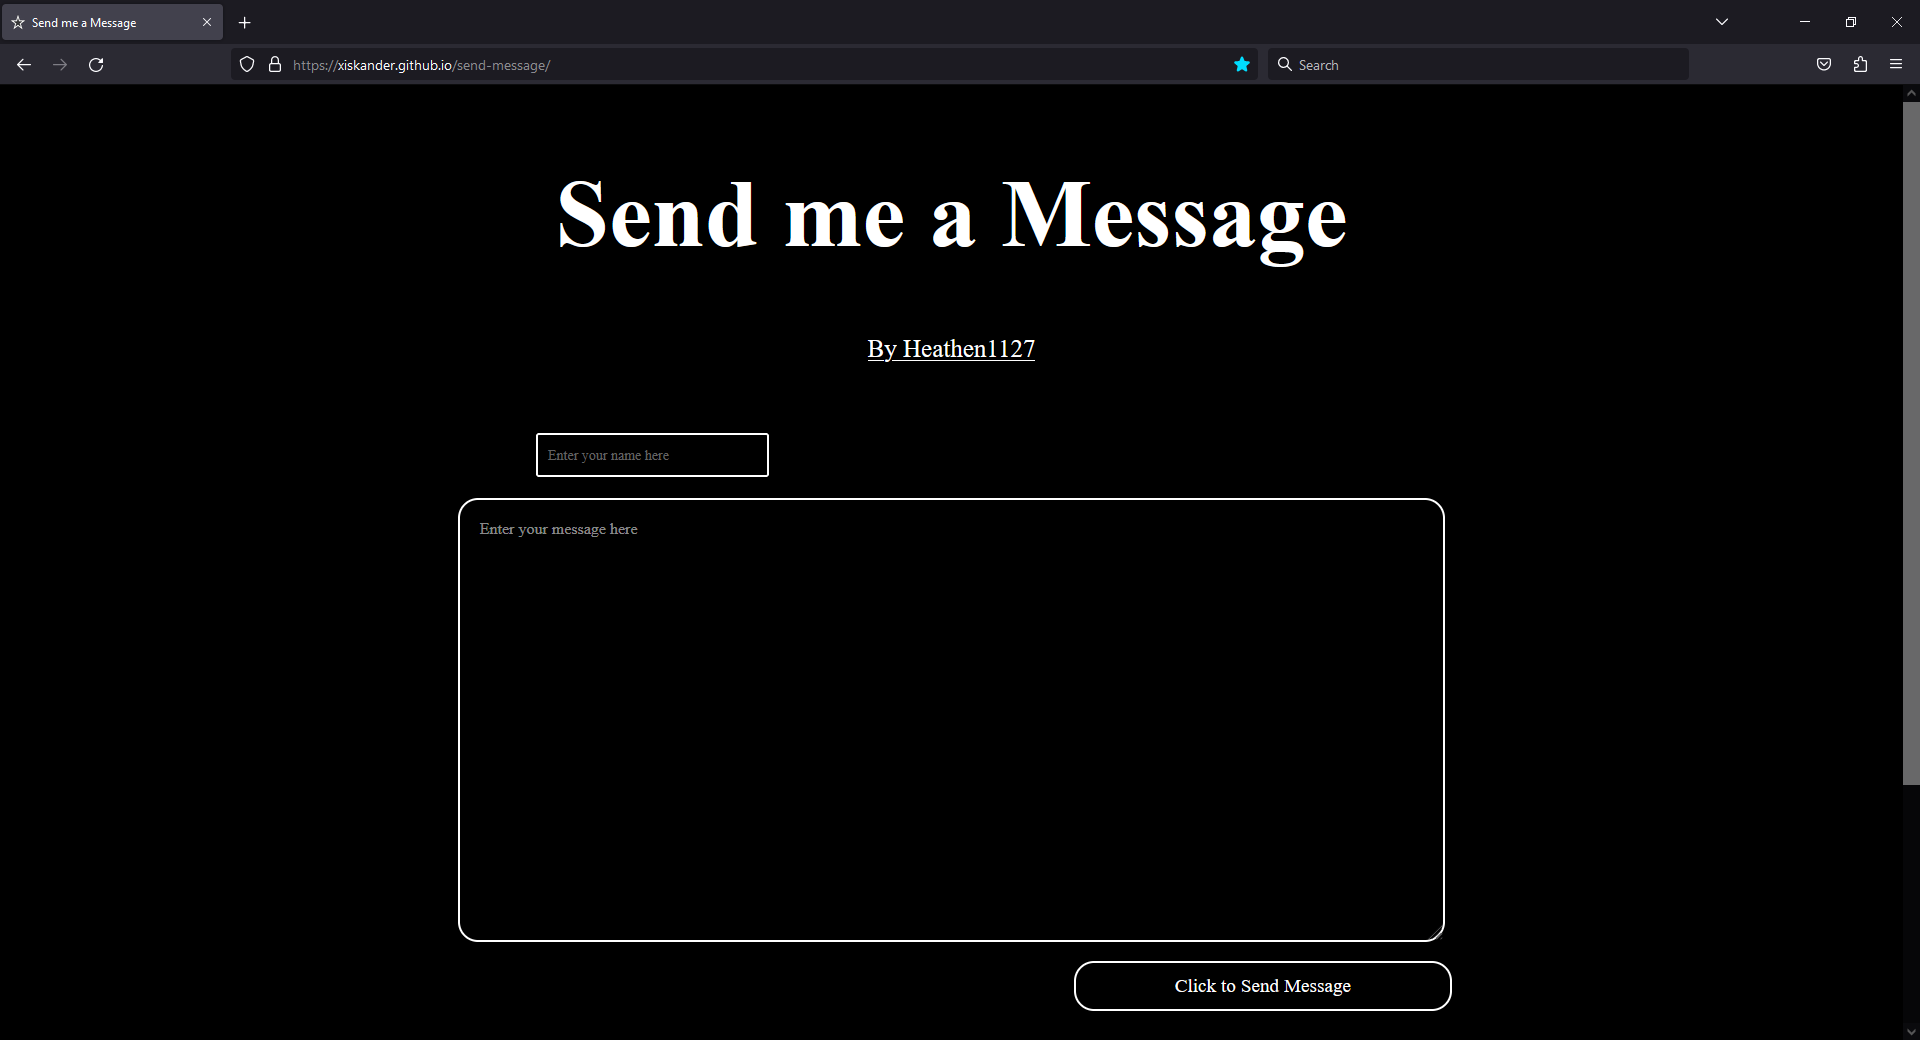 Send me a Message
https://xiskander.github.io/send-message/
Search
Send me a Message
By Heathen1127
Enter your name here
Enter your message here
Click to Send Message